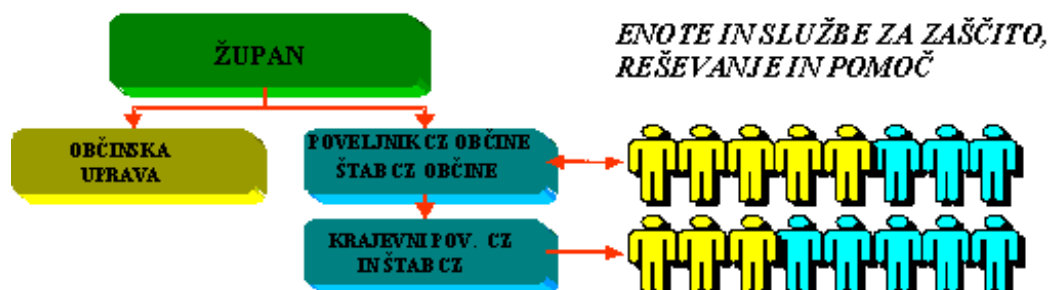 ŽUPAN
ENOTE IN SLUŽBE ZA ZAŠČITO,
REŠEVANJE IN POMOČ
OBČINSKA
UPRAVA
POVELJNIK CZ OBČINE
ŠTAB CZ OBČINE
KRAJEVNI POV. CZ
IN ŠTAB CZ